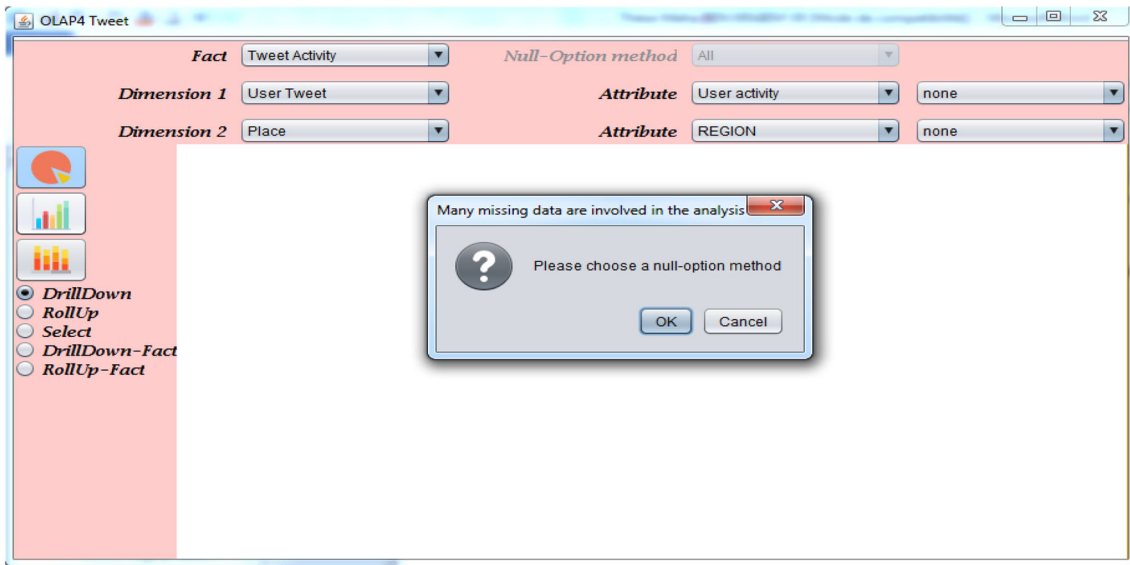 OLAP4 Tweet
Fact Tweet Activity Null-Option method All
Dimension 1 User Tweet Attribute User activity none
Dimension 2 Place Attribute REGION none
Many missing data are involved in the analysis
Please choose a null-option method
OK Cancel
DrillDown
RollUp
Select
DrillDown-Fact
RollUp-Fact